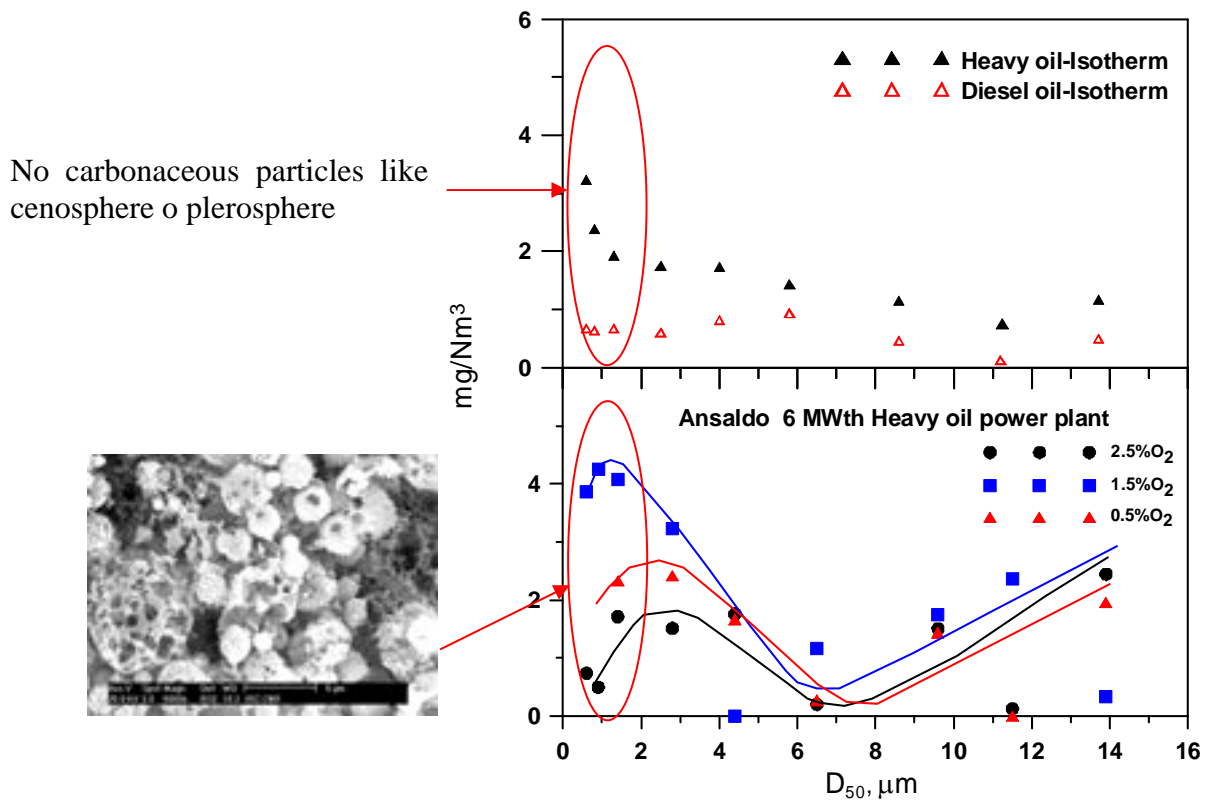 6
Heavy oil-Isotherm
Diesel oil-Isotherm
4
No carbonaceous particles like
cenosphere o plerosphere
2
0
mg/Nm³
Ansaldo 6 MWth Heavy oil power plant
2.5%O₂
1.5%O₂
0.5%O₂
4
2
0
0 2 4 6 8 10 12 14 16
D₅₀, μm